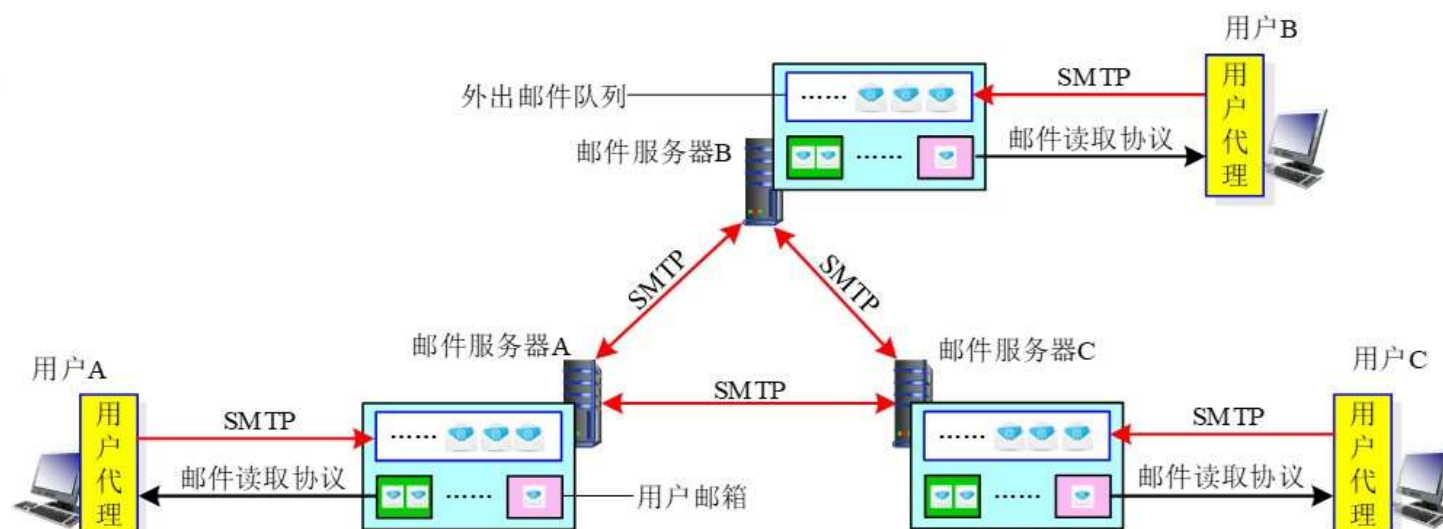 用户B
SMTP
外出邮件队列
用户代理
邮件服务器B
邮件读取协议
SMTP
SMTP
邮件服务器A
邮件服务器C
用户A
用户C
SMTP
SMTP
SMTP
用户代理
用户代理
邮件读取协议
用户邮箱
邮件读取协议